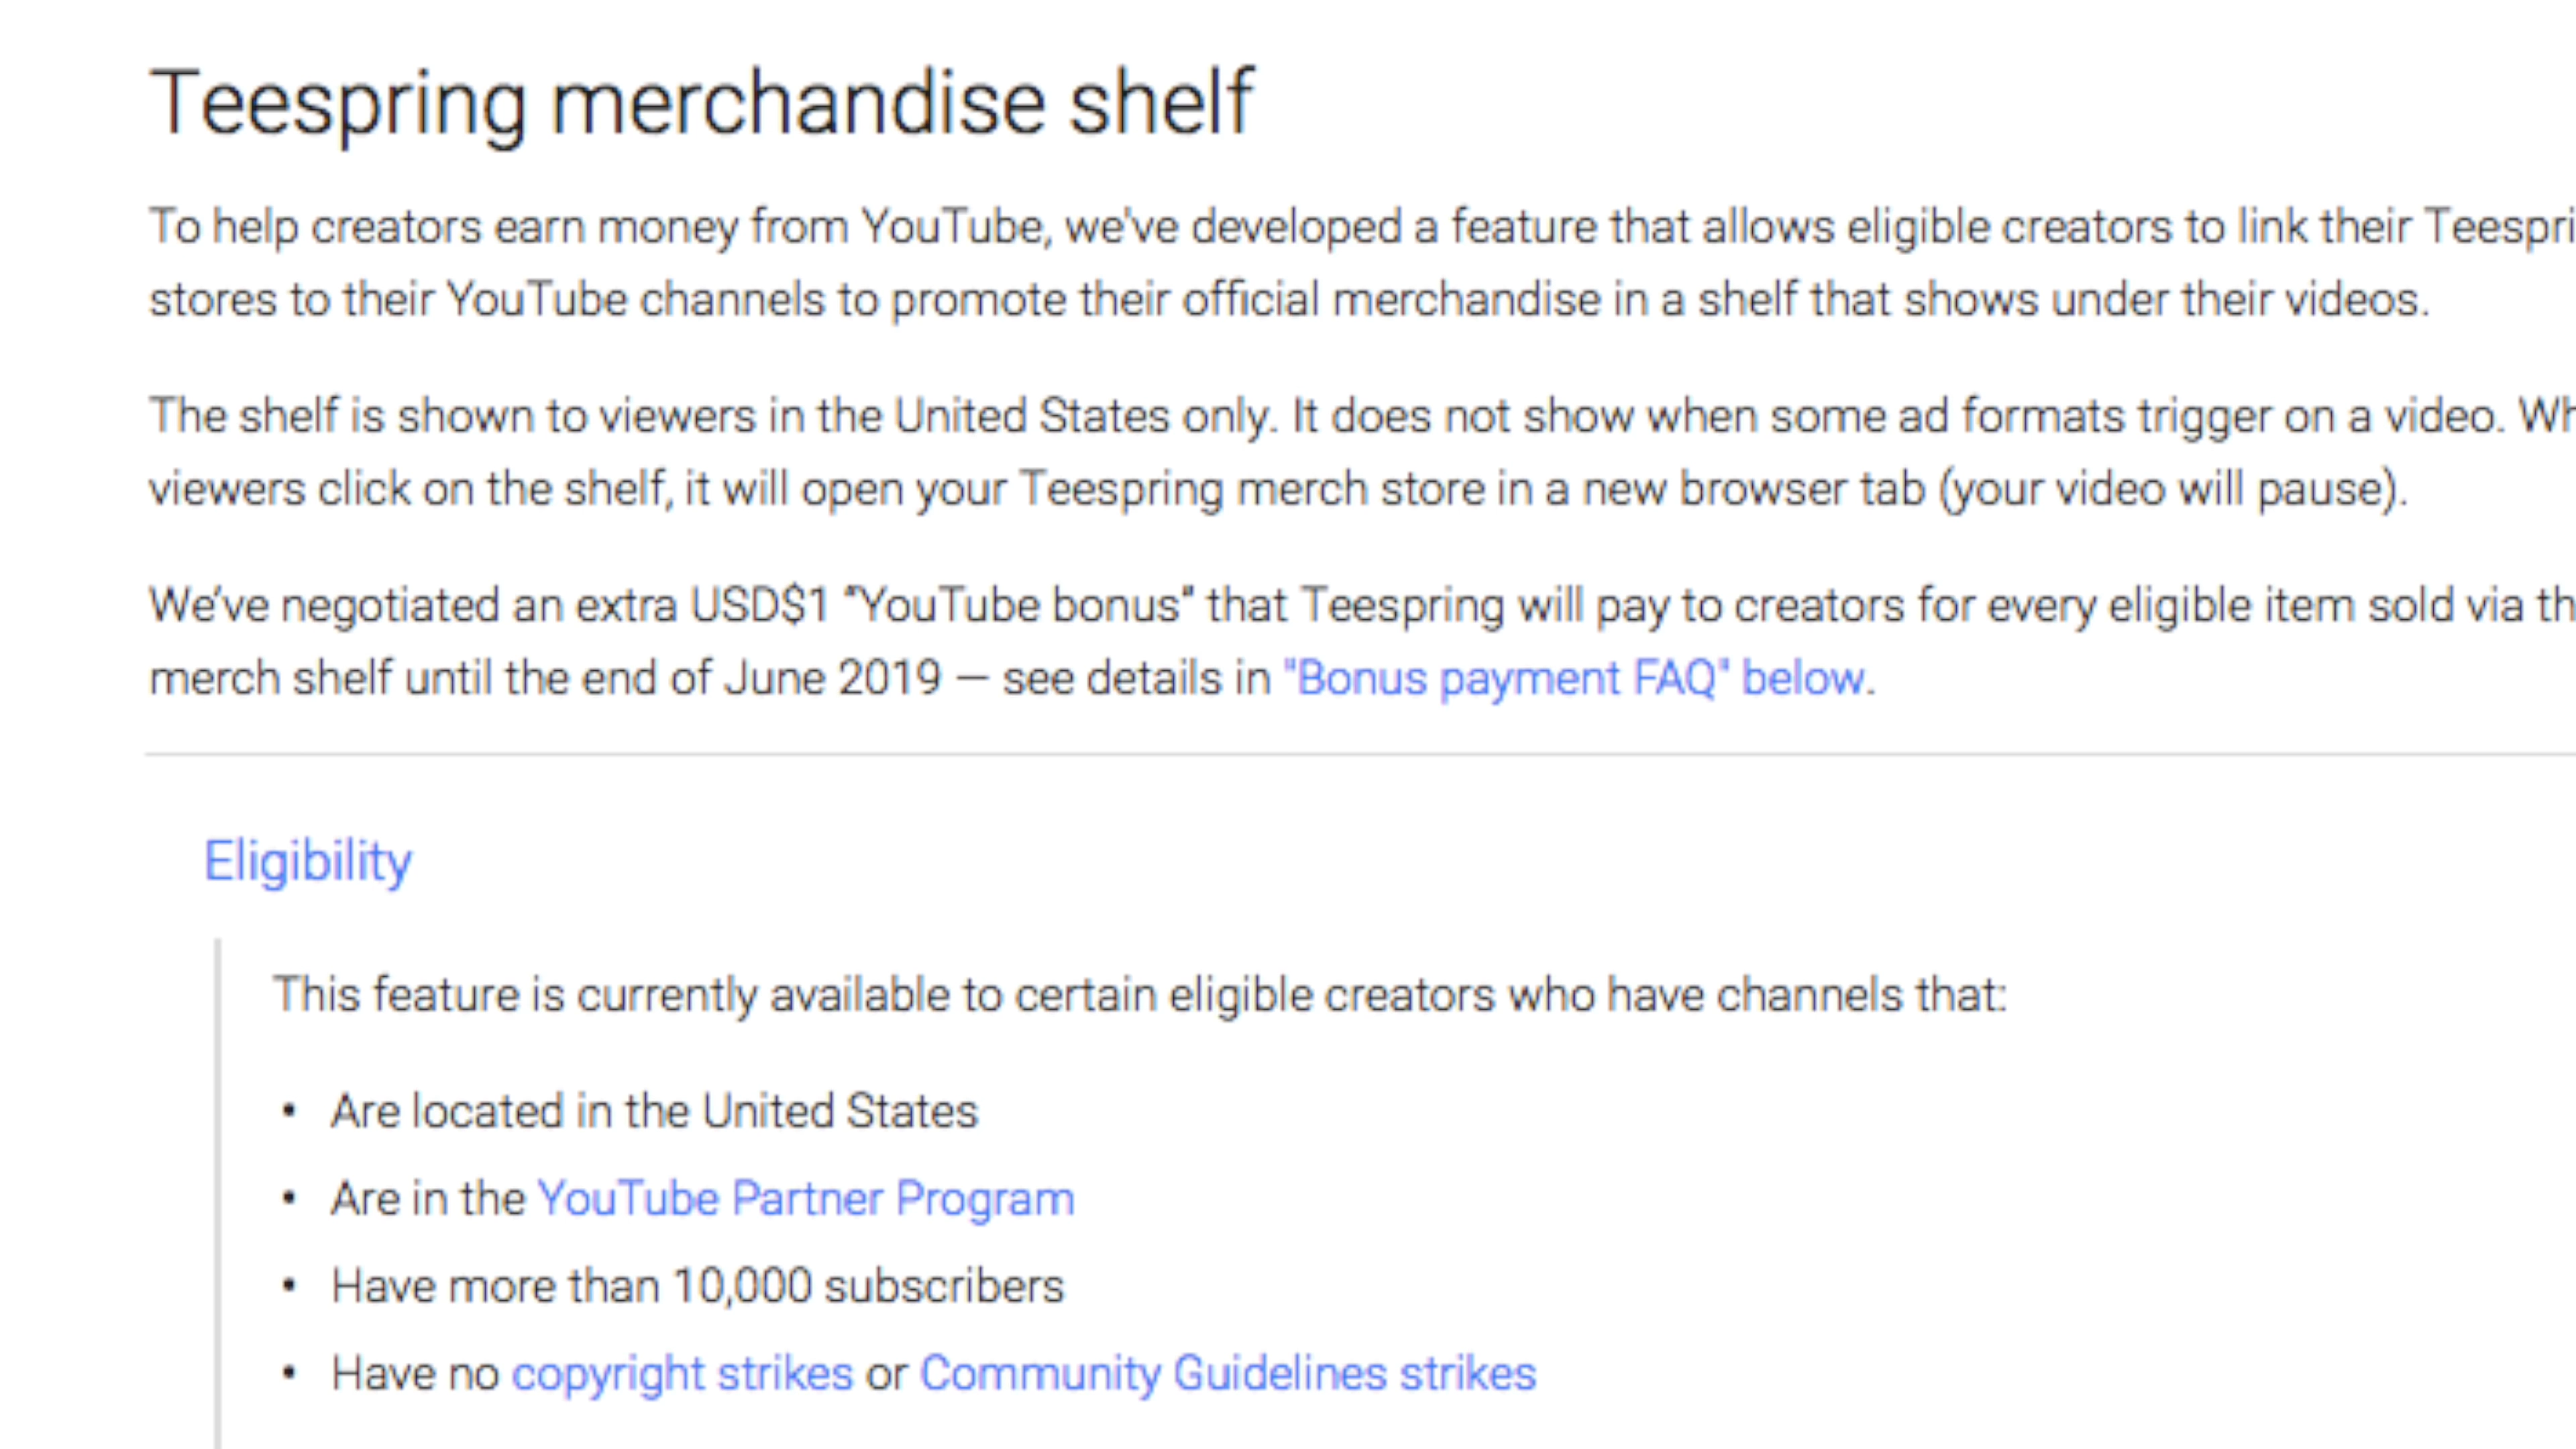 Teespring merchandise shelf
To help creators earn money from YouTube, we've developed a feature that allows eligible creators to link their Teespri
stores to their YouTube channels to promote their official merchandise in a shelf that shows under their videos.
The shelf is shown to viewers in the United States only. It does not show when some ad formats trigger on a video. Wh
viewers click on the shelf, it will open your Teespring merch store in a new browser tab (your video will pause).
We've negotiated an extra USD$1 “YouTube bonus” that Teespring will pay to creators for every eligible item sold via th
merch shelf until the end of June 2019 — see details in "Bonus payment FAQ" below.
Eligibility
This feature is currently available to certain eligible creators who have channels that:
• Are located in the United States
• Are in the YouTube Partner Program
• Have more than 10,000 subscribers
• Have no copyright strikes or Community Guidelines strikes